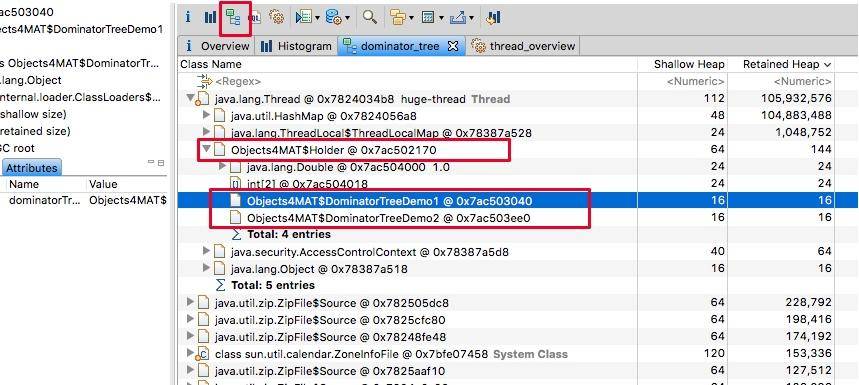 ac503040
bjects4MAT$DominatorTreeDemo1
s Objects4MAT$DominatorTr...
.lang.Object
nternal.loader.ClassLoaders$...
shallow size)
retained size)
GC root
Attributes
Name Value
dominatorTr... Objects4MAT$
i QL
i Overview Histogram dominator_tree thread_overview
Class Name Shallow Heap Retained Heap
<Regex> <Numeric> <Numeric>
java.lang.Thread @ 0x7824034b8 huge-thread Thread 112 105,932,576
java.util.HashMap @ 0x7824056a8 48 104,883,488
java.lang.ThreadLocal$ThreadLocalMap @ 0x78387a528 24 1,048,752
Objects4MAT$Holder @ 0x7ac502170 64 144
java.lang.Double @ 0x7ac504000 1.0 24 24
int[2] @ 0x7ac504018 24 24
Objects4MAT$DominatorTreeDemo1 @ 0x7ac503040 16 16
Objects4MAT$DominatorTreeDemo2 @ 0x7ac503ee0 16 16
Σ Total: 4 entries
java.security.AccessControlContext @ 0x78387a5d8 40 64
java.lang.Object @ 0x78387a518 16 16
Σ Total: 5 entries
java.util.zip.ZipFile$Source @ 0x782505dc8 64 228,792
java.util.zip.ZipFile$Source @ 0x7825cfc80 64 198,416
java.util.zip.ZipFile$Source @ 0x78248fe48 64 174,192
class sun.util.calendar.ZoneInfoFile @ 0x7bfe07458 System Class 120 153,336
java.util.zip.ZipFile$Source @ 0x7825aaf10 64 127,512